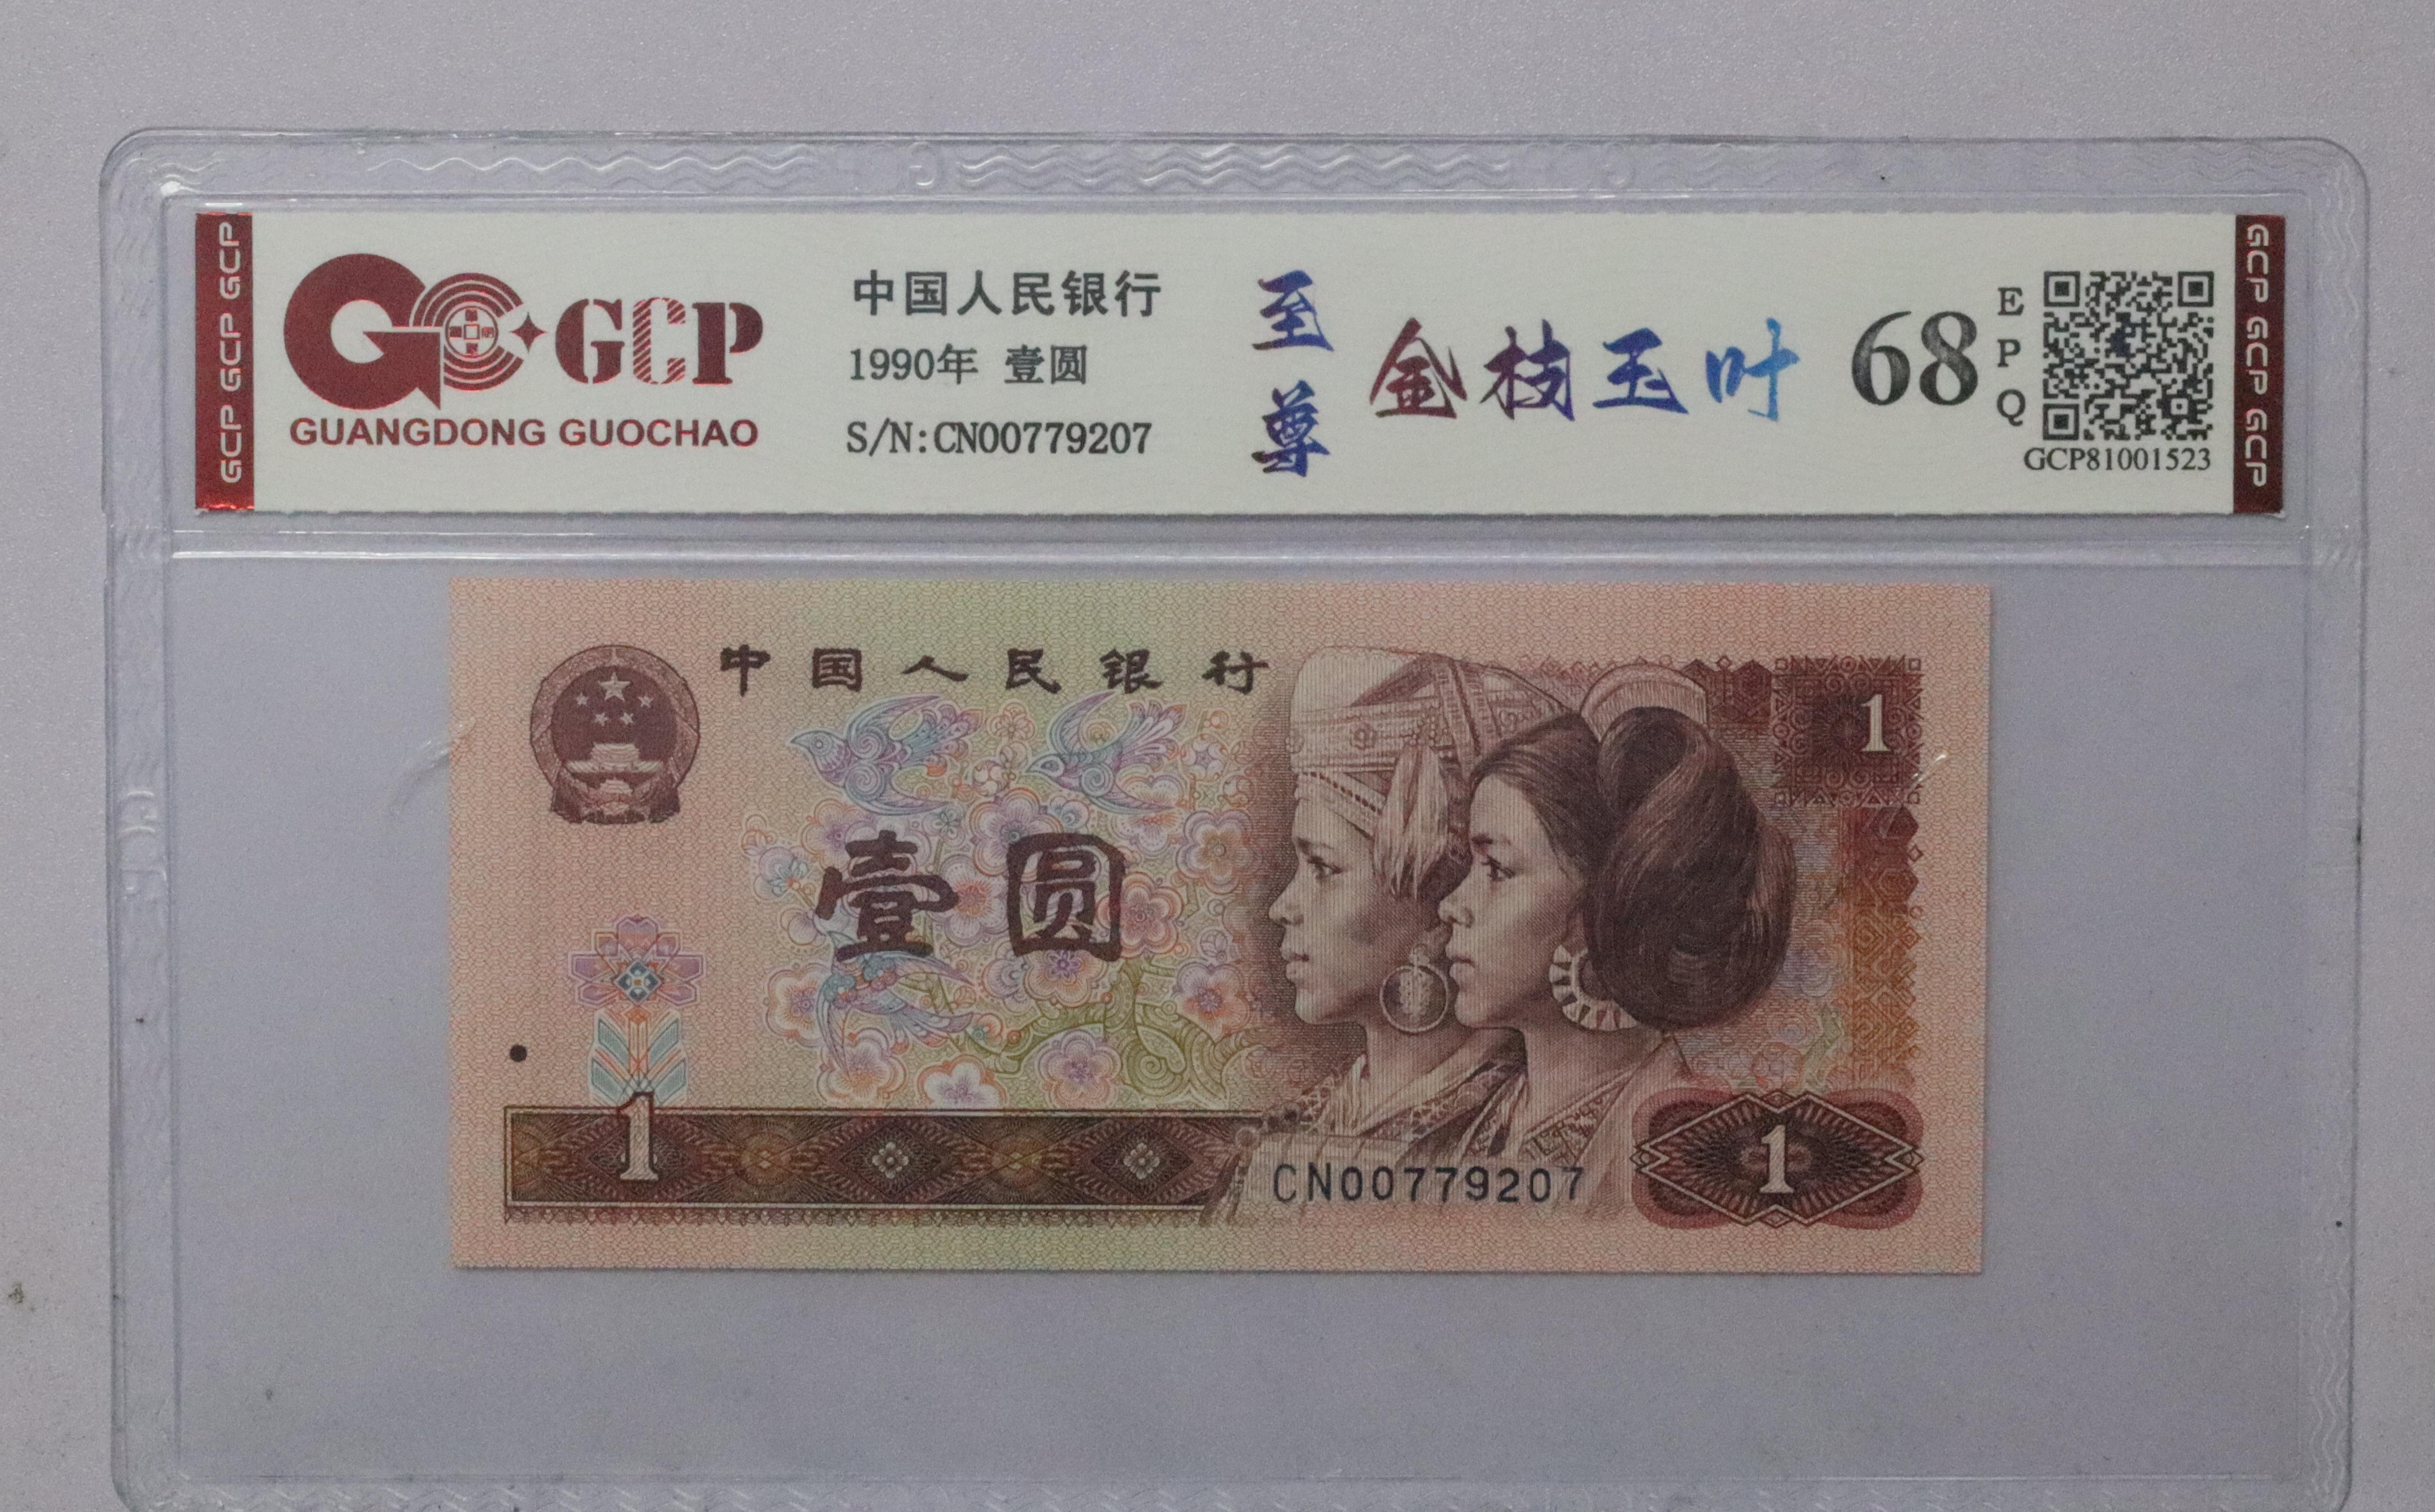 GCP GCP GCP
GCP
GUANGDONG GUOCHAO
中国人民银行
1990年 壹圆
S/N:CN00779207
至尊
金枝玉叶
68
EPQ
GCP81001523
GCP GCP GCP
中国人民银行
1
壹圆
1
CN00779207
1